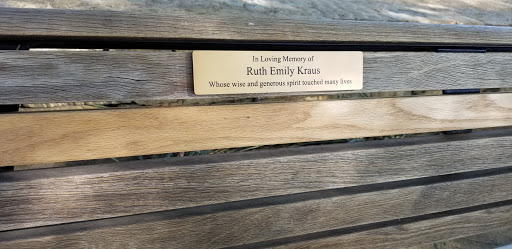 In Loving Memory of
Ruth Emily Kraus
Whose wise and generous spirit touched many lives